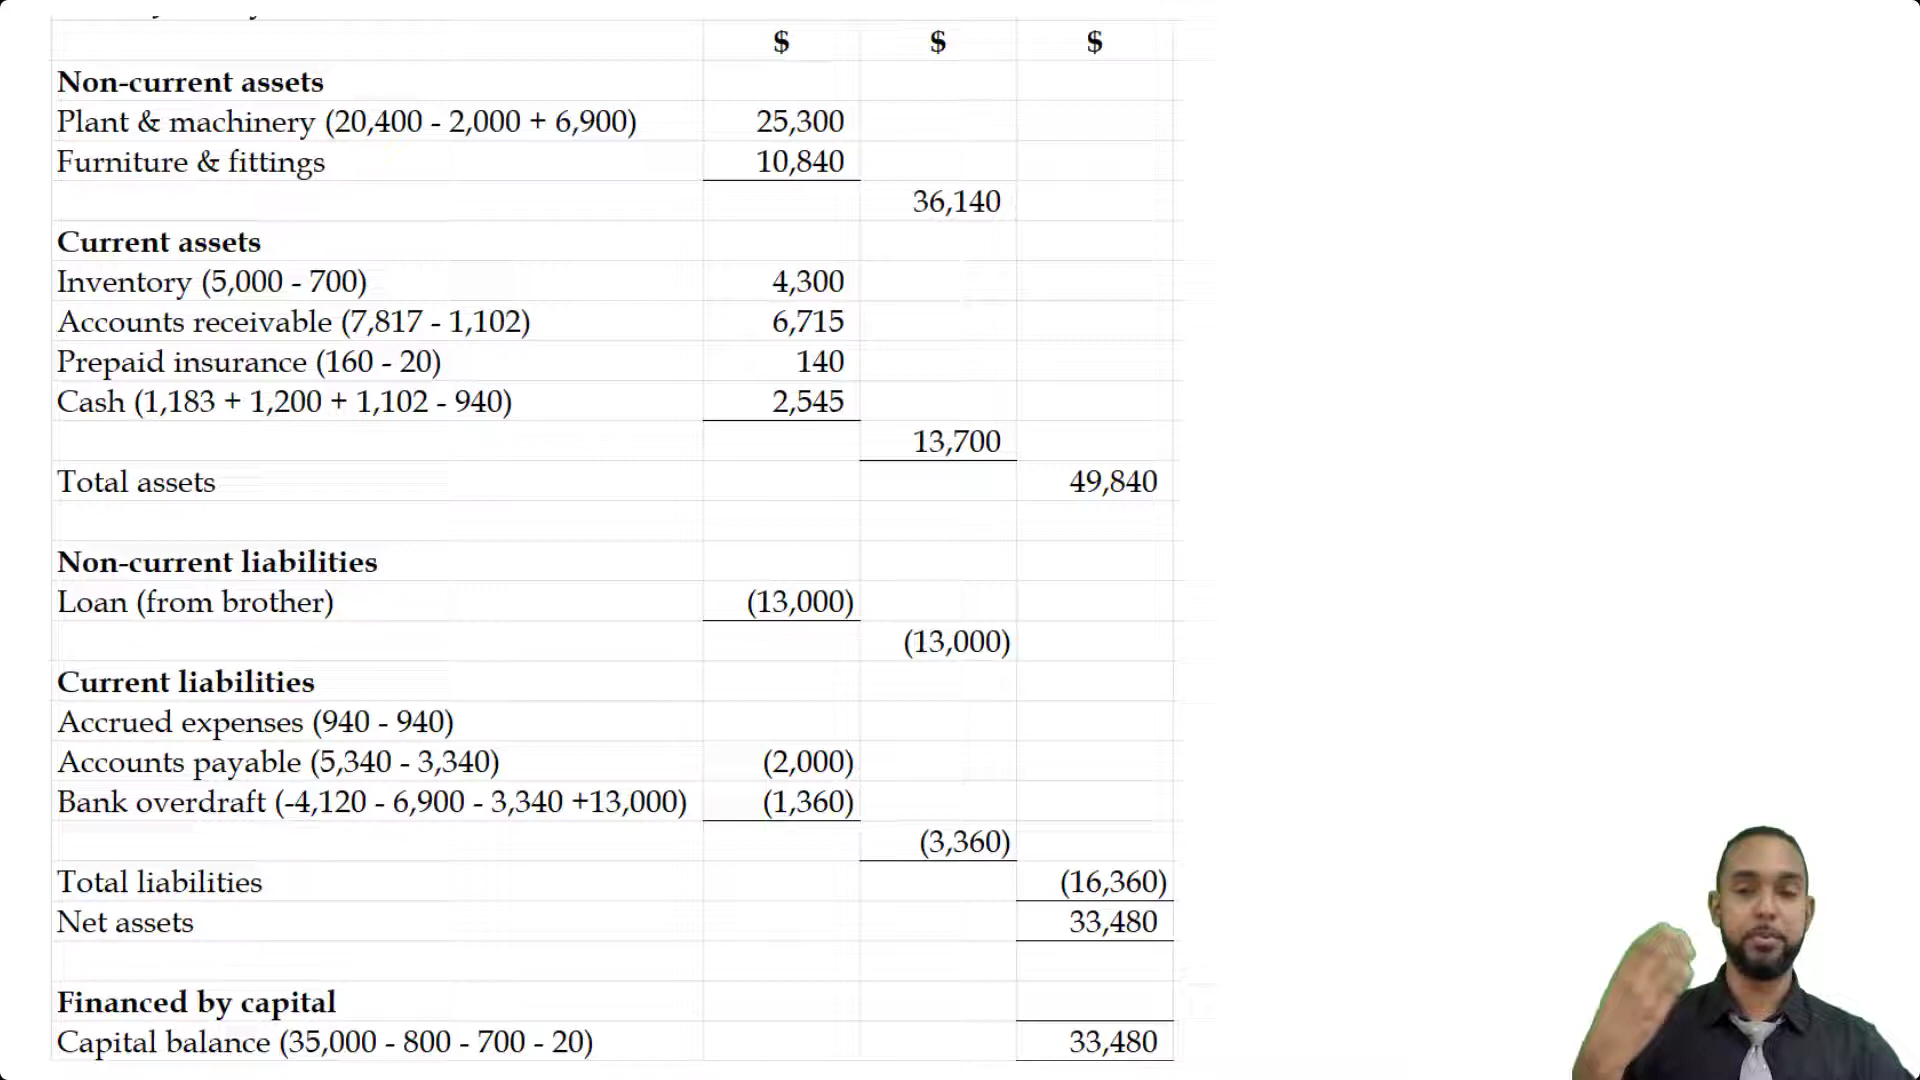 $ $ $
Non-current assets
Plant & machinery (20,400 - 2,000 + 6,900) 25,300
Furniture & fittings 10,840
36,140
Current assets
Inventory (5,000 - 700) 4,300
Accounts receivable (7,817 - 1,102) 6,715
Prepaid insurance (160 - 20) 140
Cash (1,183 + 1,200 + 1,102 - 940) 2,545
13,700
Total assets 49,840
Non-current liabilities
Loan (from brother) (13,000)
(13,000)
Current liabilities
Accrued expenses (940 - 940)
Accounts payable (5,340 - 3,340) (2,000)
Bank overdraft (-4,120 - 6,900 - 3,340 +13,000) (1,360)
(3,360)
Total liabilities (16,360)
Net assets 33,480
Financed by capital
Capital balance (35,000 - 800 - 700 - 20) 33,480